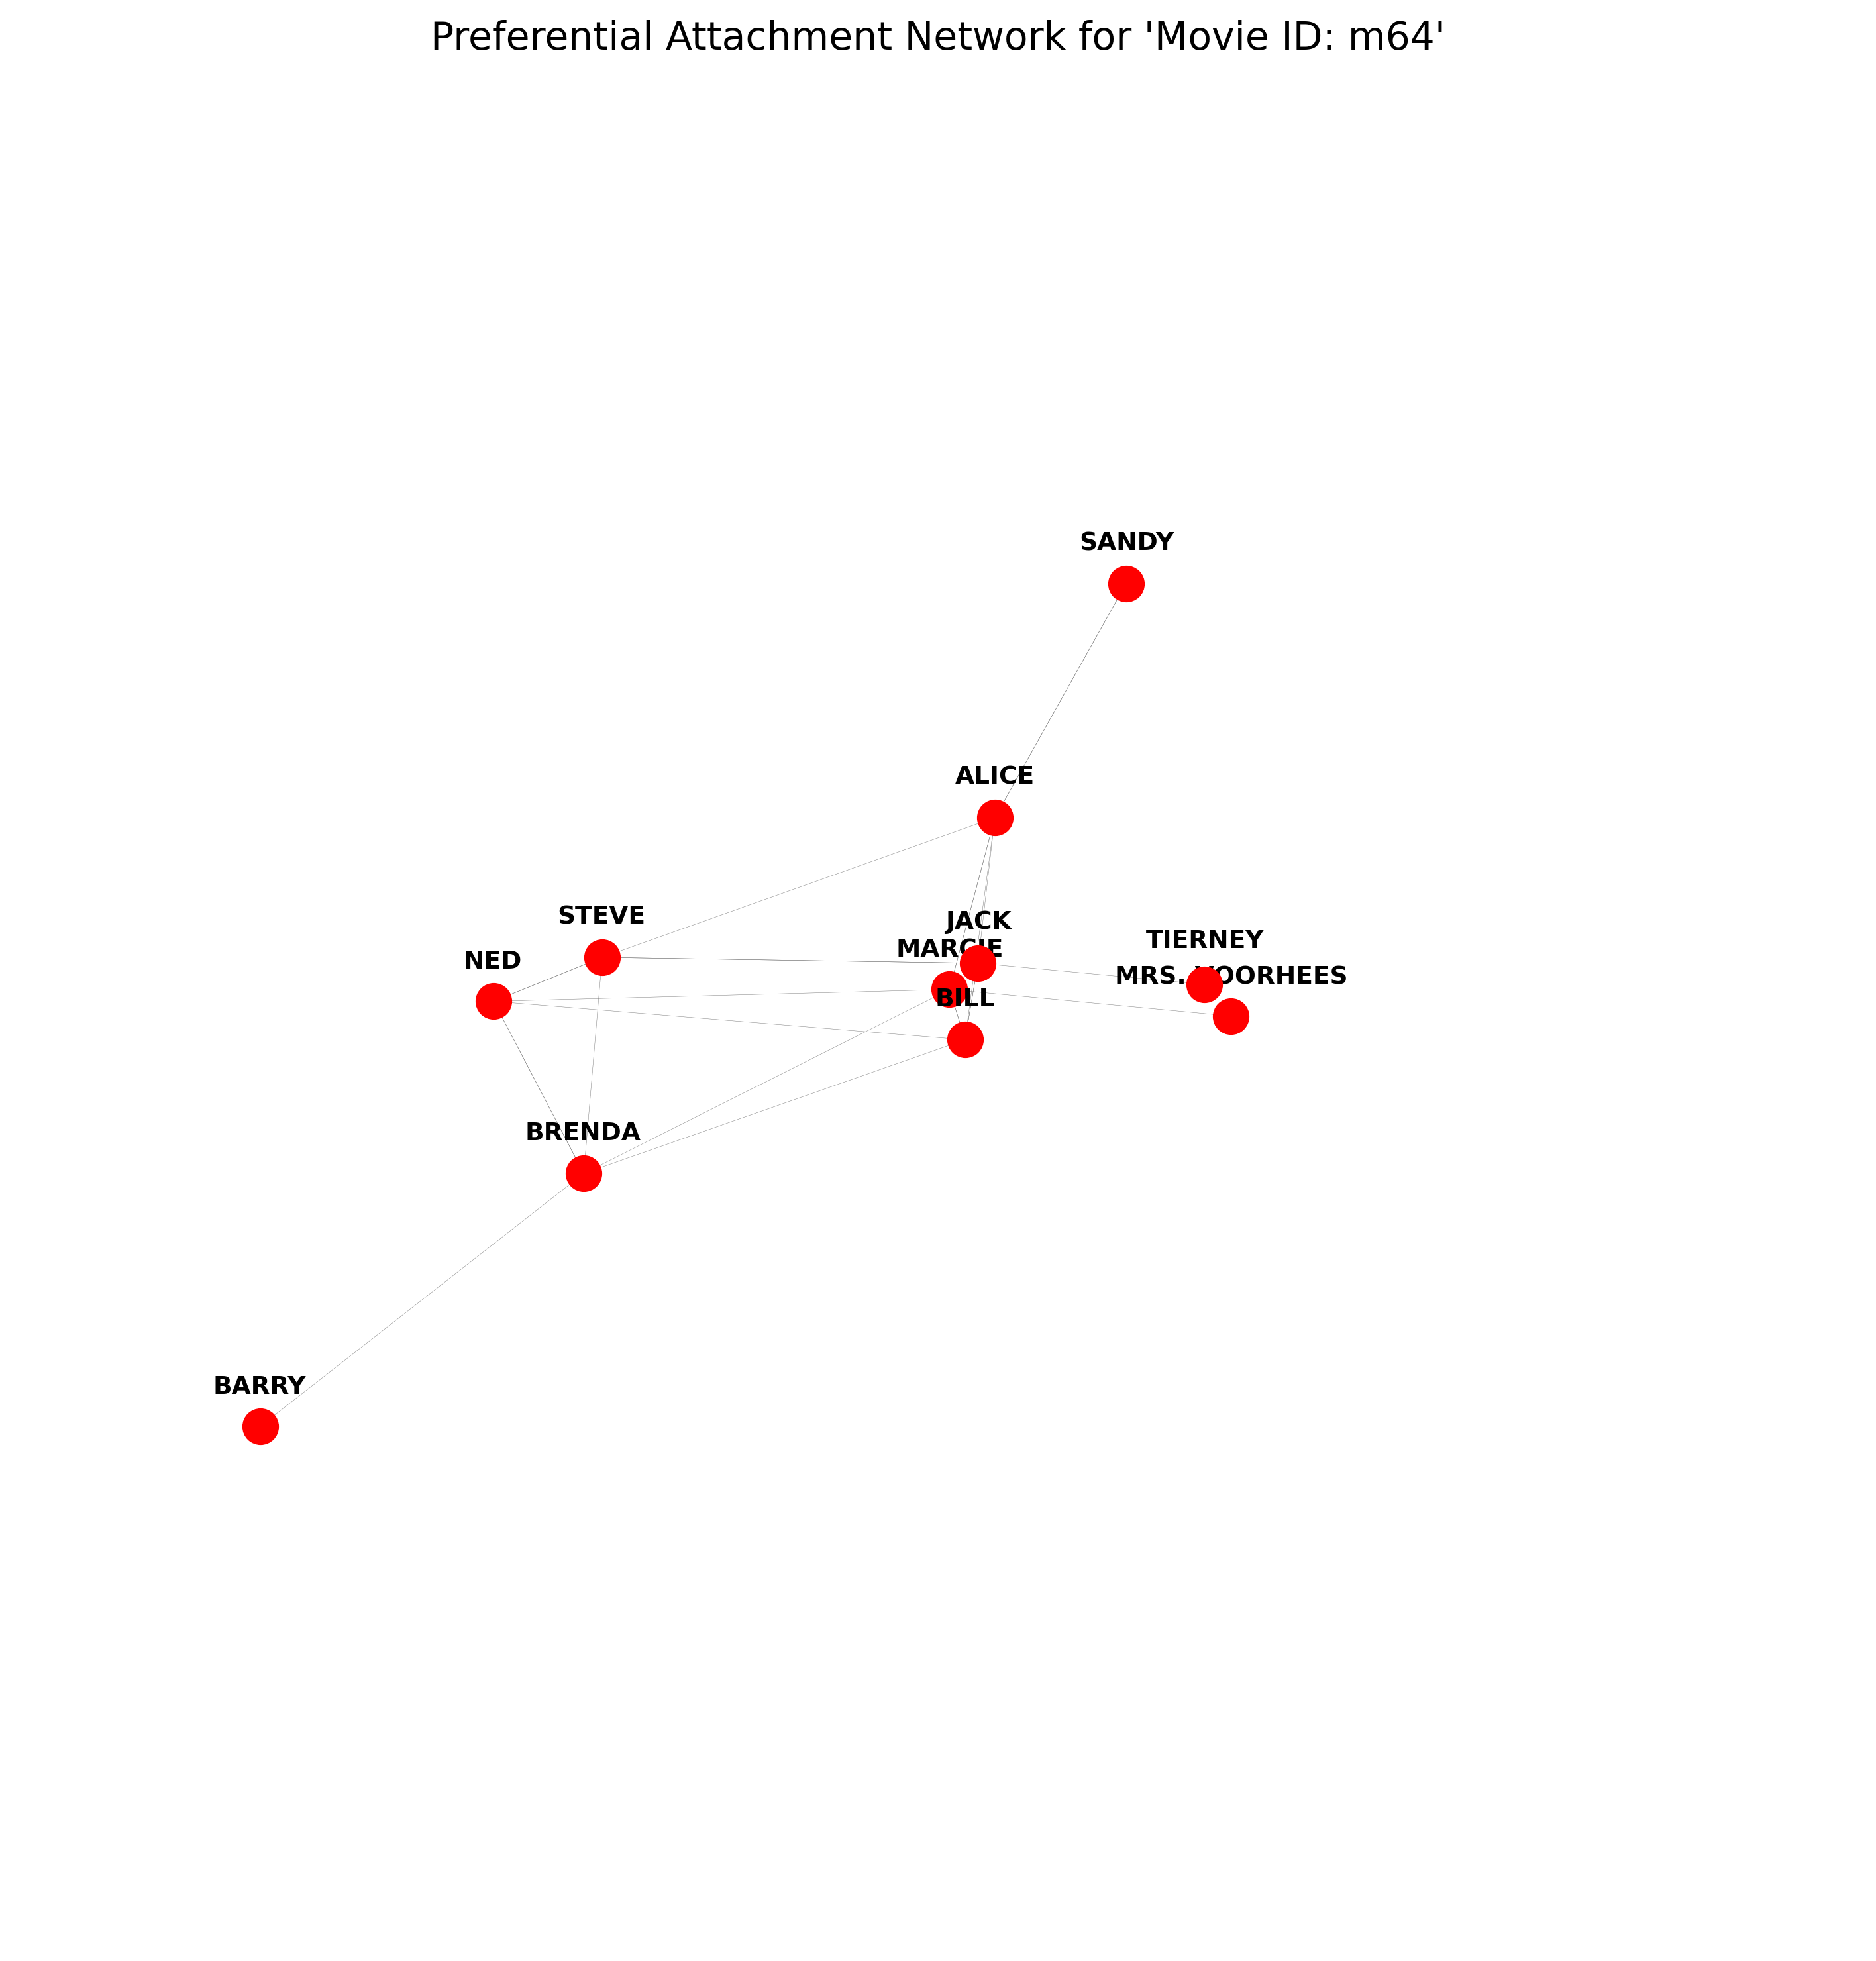 Preferential Attachment Network for 'Movie ID: m64'
SANDY
ALICE
STEVE
JACK
TIERNEY
MARCIE
NED
MRS. VOORHEES
BILL
BRENDA
BARRY